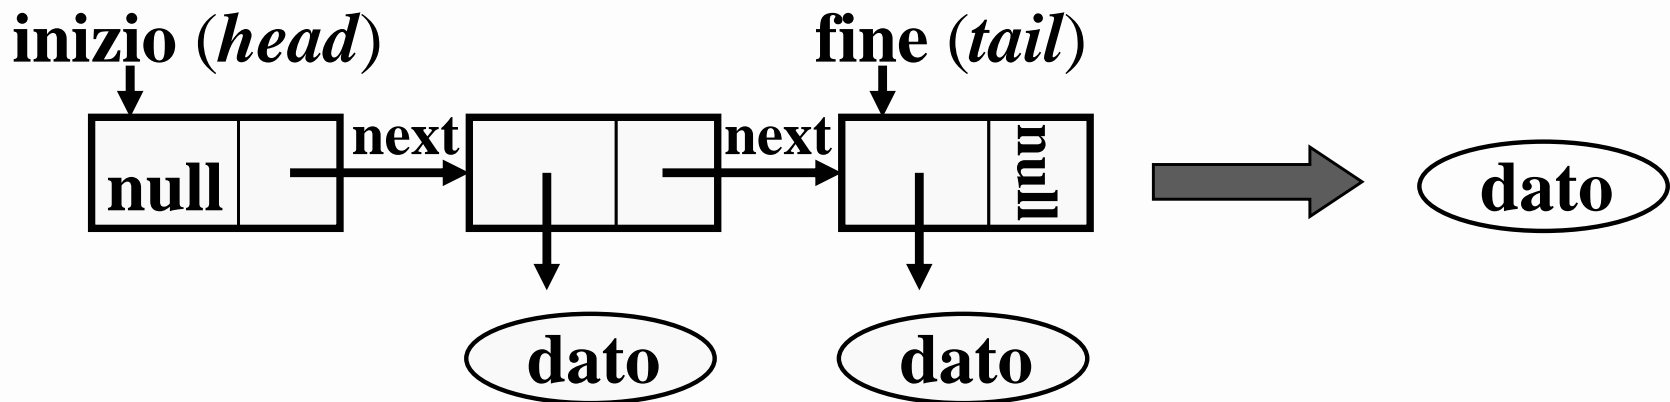 inizio (head)
fine (tail)
next
next
null
null
dato
dato
dato